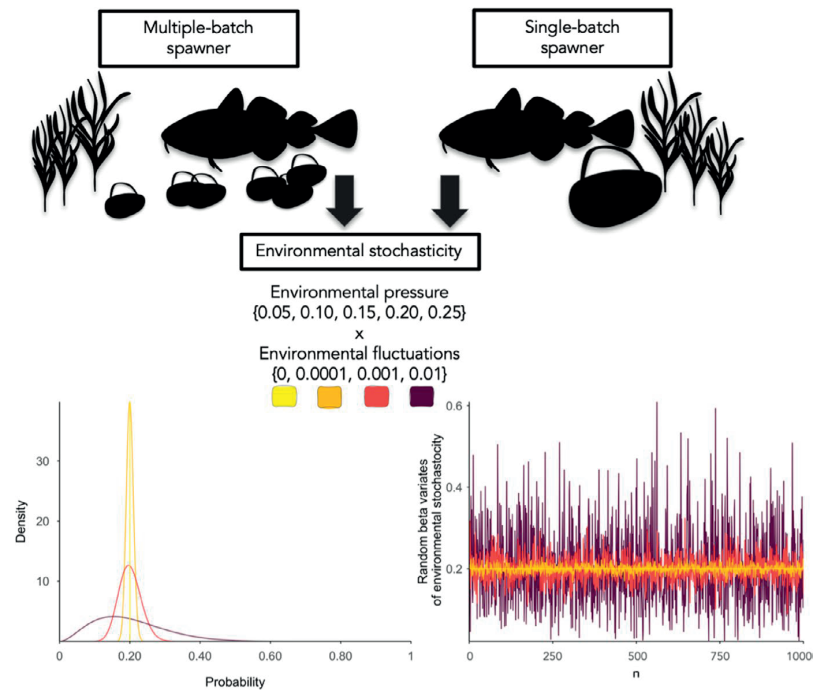 Multiple-batch
spawner
Single-batch
spawner
Environmental stochasticity
Environmental pressure
{0.05, 0.10, 0.15, 0.20, 0.25}
x
Environmental fluctuations
{0, 0.0001, 0.001, 0.01}
Density
30
20
10
0
0.20
0.40
0.60
0.80
1
Probability
Random beta variates
of environmental stochastocity
0.6
0.4
0.2
0
250
500
750
1000
n